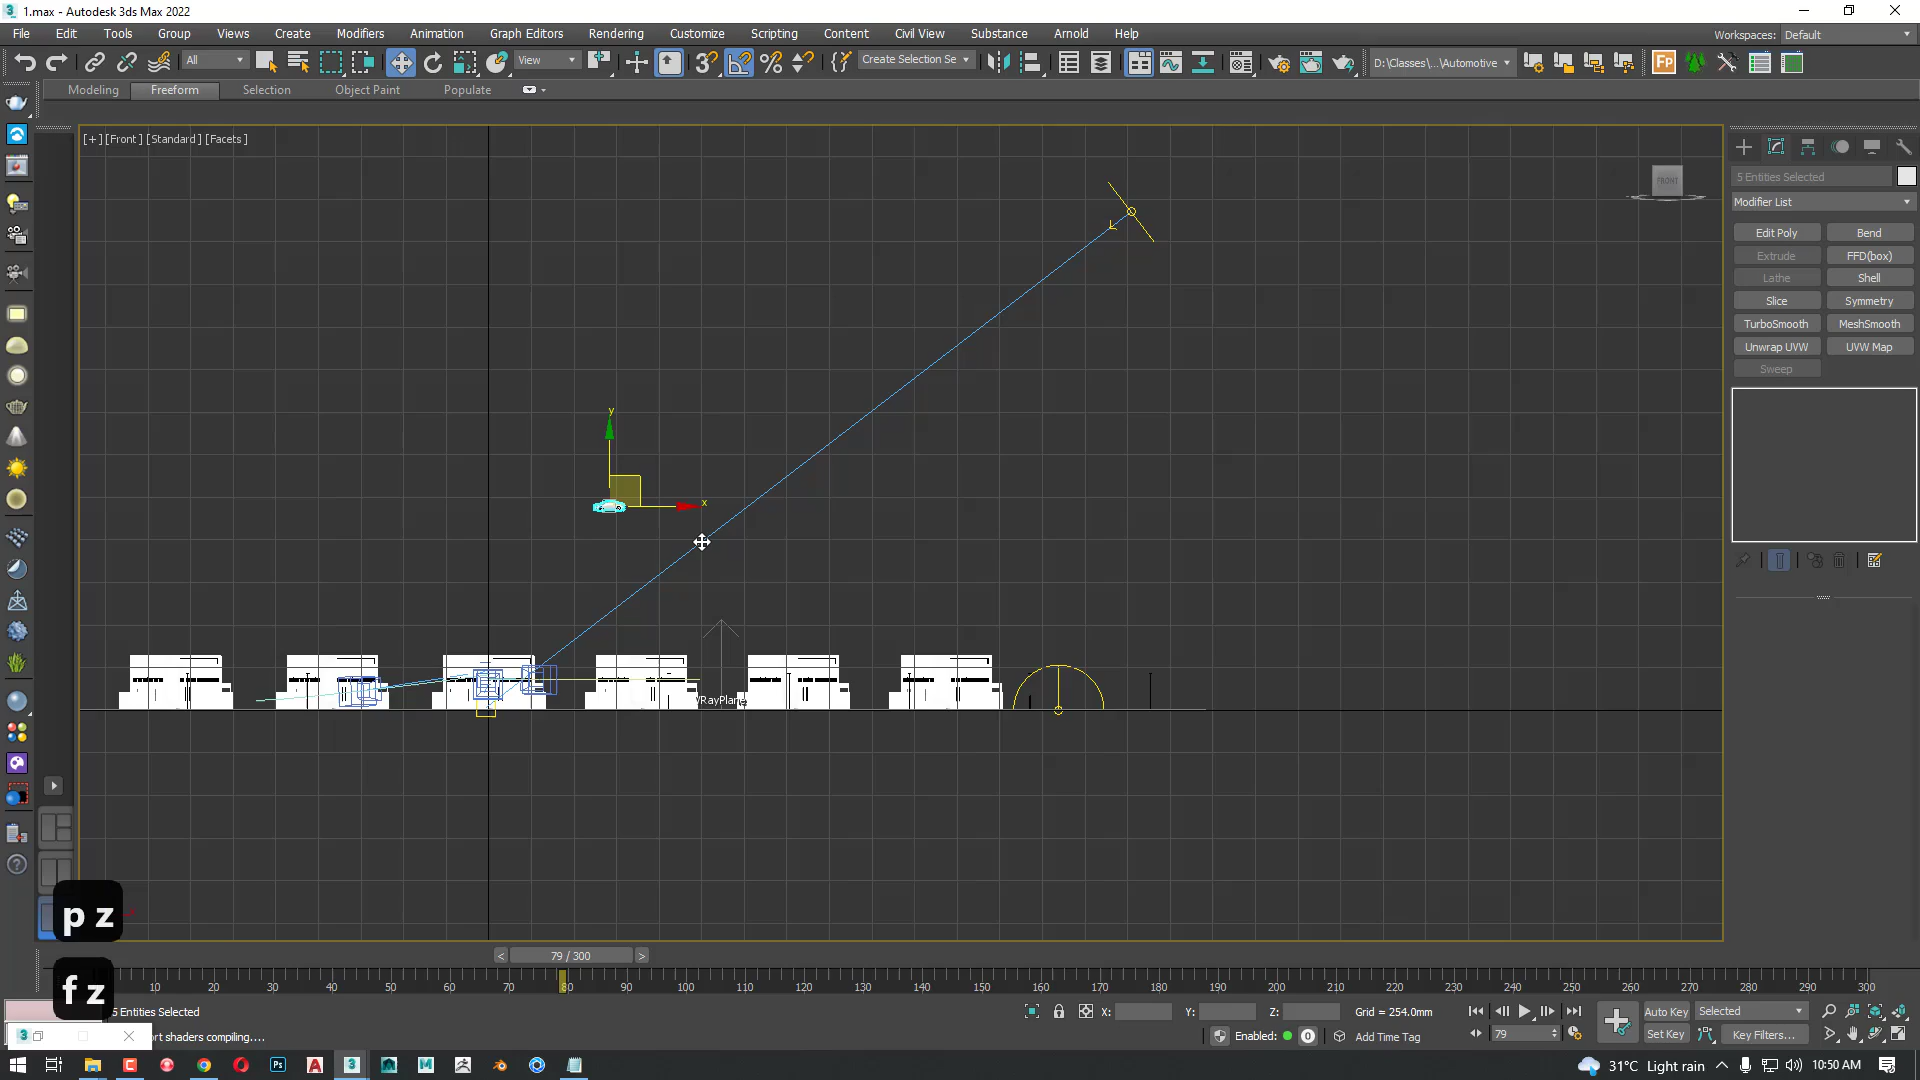 1.max - Autodesk 3ds Max 2022
File Edit Tools Group Views Create Modifiers Animation Graph Editors Rendering Customize Scripting Content Civil View Substance Arnold Help
Workspaces: Default
All View Create Selection Se D:\Classes\...\Automotive
Modeling Freeform Selection Object Paint Populate
[+] [Front] [Standard] [Facets]
FRONT
5 Entities Selected
Modifier List
Edit Poly Bend
Extrude FFD(box)
Lathe Shell
Slice Symmetry
TurboSmooth MeshSmooth
Unwrap UVW UVW Map
Sweep
y
x
VRayPlane
p z
f z
< 79 / 300 >
10 20 30 40 50 60 70 80 90 100 110 120 130 140 150 160 170 180 190 200 210 220 230 240 250 260 270 280 290 300
5 Entities Selected
X: Y: Z: Grid = 254.0mm
Auto Key Selected
ort shaders compiling....
Enabled: 0 Add Time Tag
79
Set Key Key Filters...
31°C Light rain 10:50 AM